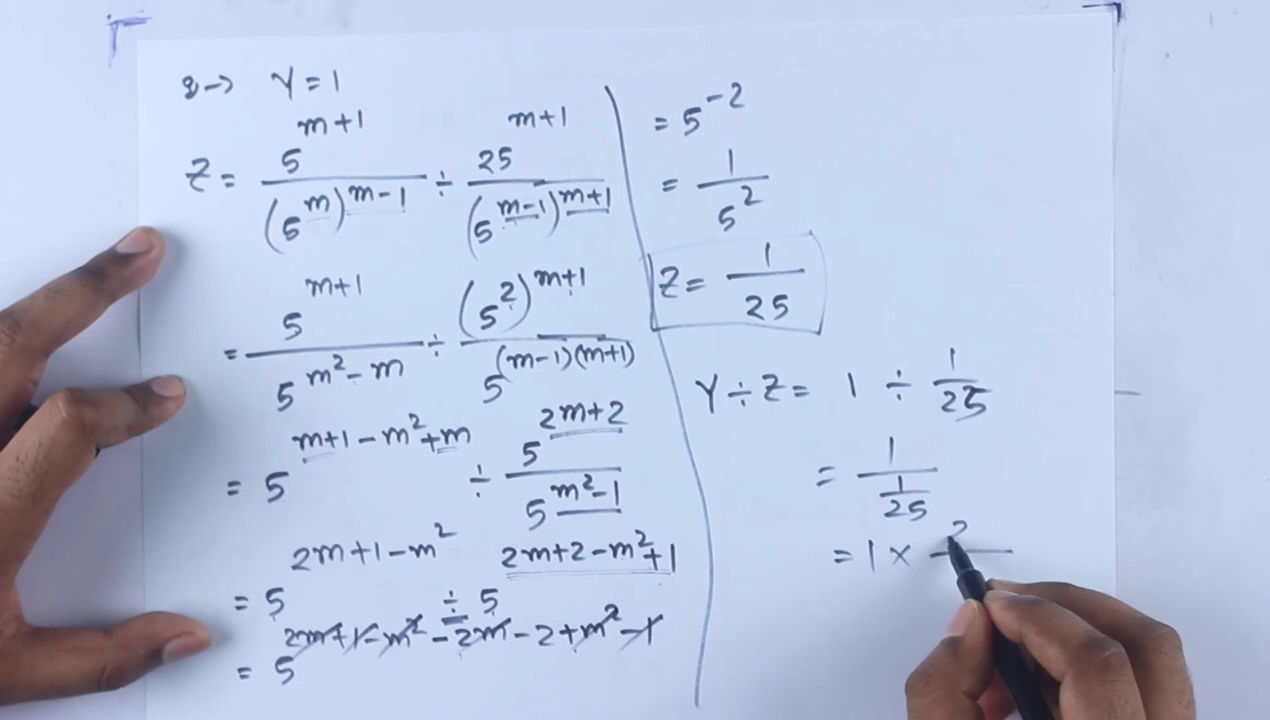 ২→ Y = 1
Z = 5^(m+1) / (5^m)^(m-1) ÷ 25^(m+1) / (5^(m-1))^(m+1)
= 5^(m+1) / 5^(m²-m) ÷ (5²)^(m+1) / 5^((m-1)(m+1))
= 5^(m+1-m²+m) ÷ 5^(2m+2) / 5^(m²-1)
= 5^(2m+1-m²) ÷ 5^(2m+2-m²+1)
= 5^(2m+1-m²-2m-2+m²-1)
= 5^(-2)
= 1 / 5²
Z = 1 / 25
Y ÷ Z = 1 ÷ 1 / 25
= 1 / (1 / 25)
= 1 ×